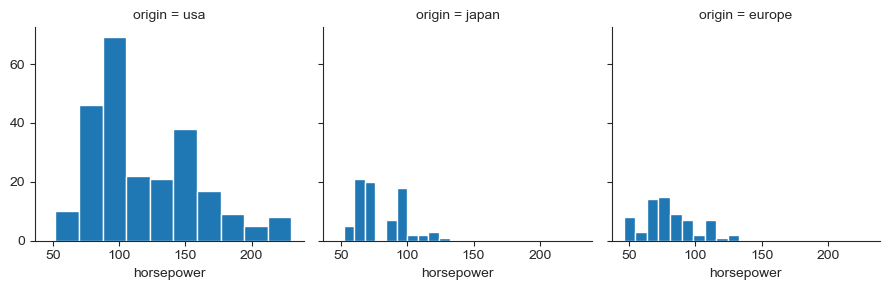 origin = usa
origin = japan
origin = europe
60
40
20
0
50 100 150 200
50 100 150 200
50 100 150 200
horsepower
horsepower
horsepower